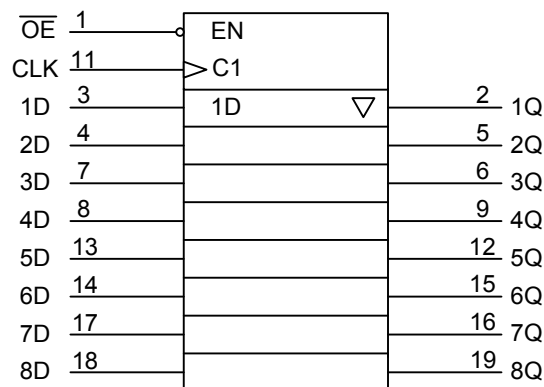 OE 1 EN
CLK 11 C1
1D 3 1D 2 1Q
2D 4 5 2Q
3D 7 6 3Q
4D 8 9 4Q
5D 13 12 5Q
6D 14 15 6Q
7D 17 16 7Q
8D 18 19 8Q